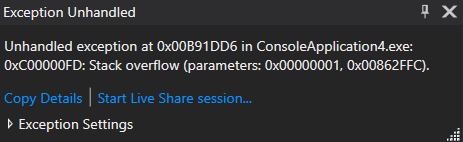 Exception Unhandled
Unhandled exception at 0x00B91DD6 in ConsoleApplication4.exe:
0xC00000FD: Stack overflow (parameters: 0x00000001, 0x00862FFC).
Copy Details | Start Live Share session...
Exception Settings